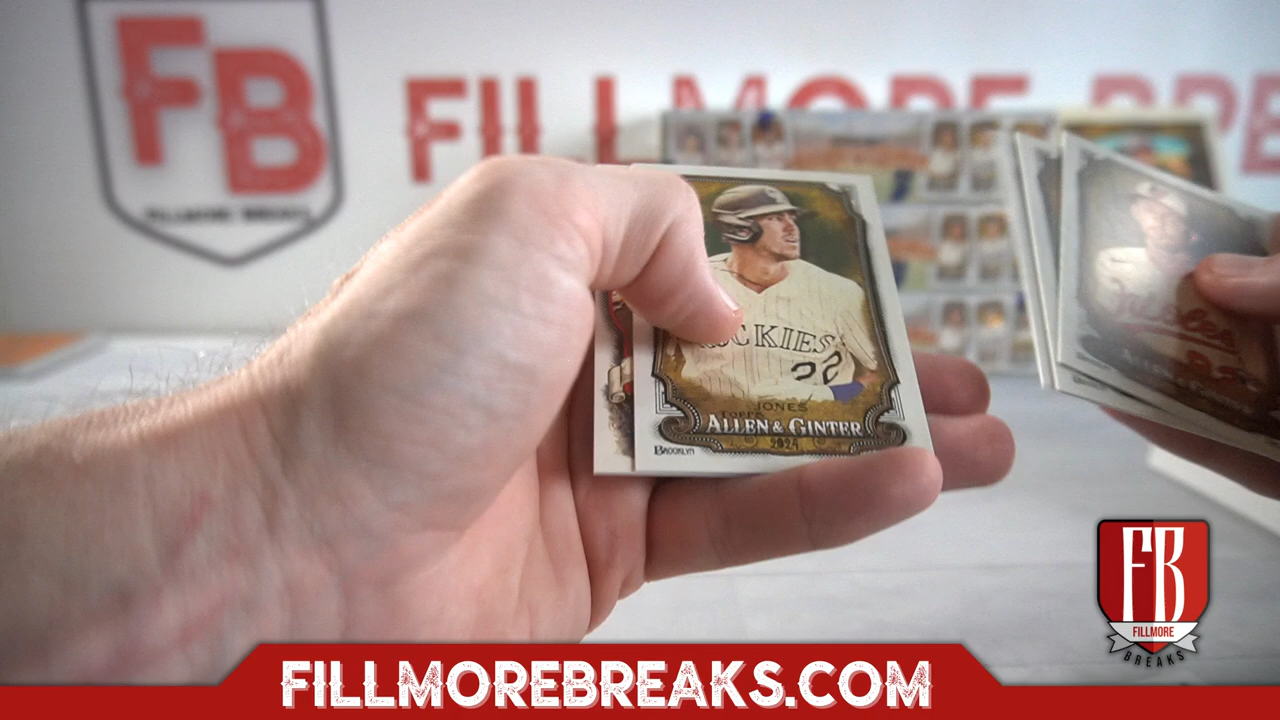 FB
FILLMORE BREAKS
FILLMORE BRE
ROCKIES
22
JONES
TOPPS
ALLEN & GINTER
2024
BROOKLYN
FB
FILLMORE
BREAKS
FILLMOREBREAKS.COM